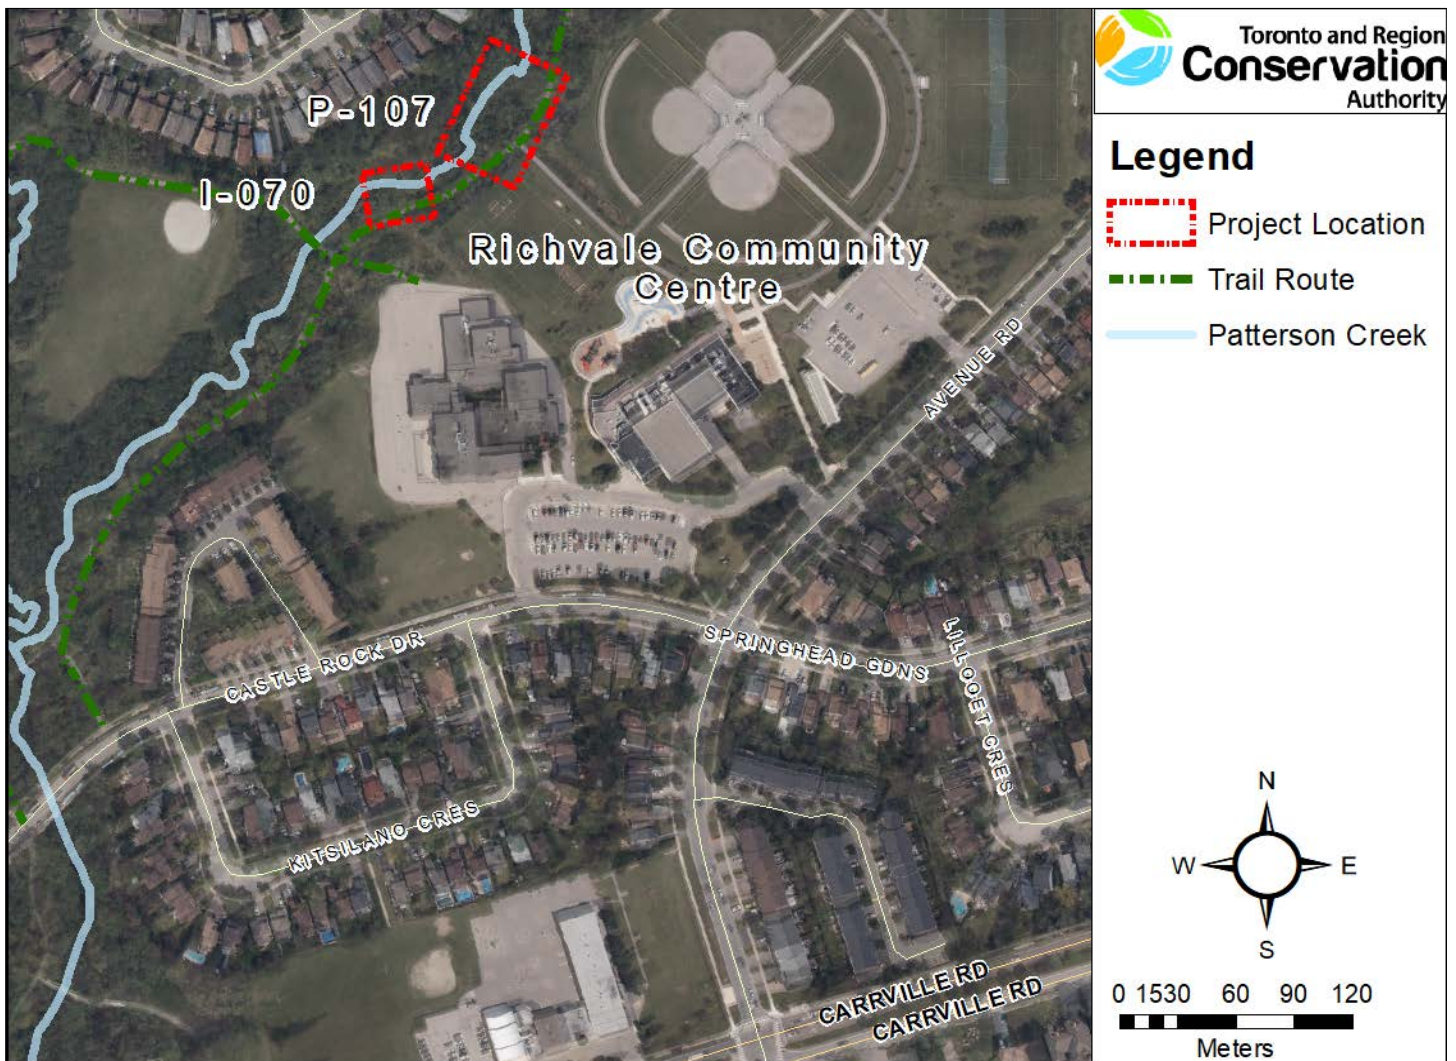 Toronto and Region
Conservation
Authority
Legend
Project Location
Trail Route
Patterson Creek
P-107
I-070
Richvale Community
Centre
AVENUE RD
SPRINGHEAD GDNS
LILLOOET CRES
CASTLE ROCK DR
KITSILANO CRES
CARRVILLE RD
CARRVILLE RD
N
W E
S
0 1530 60 90 120
Meters